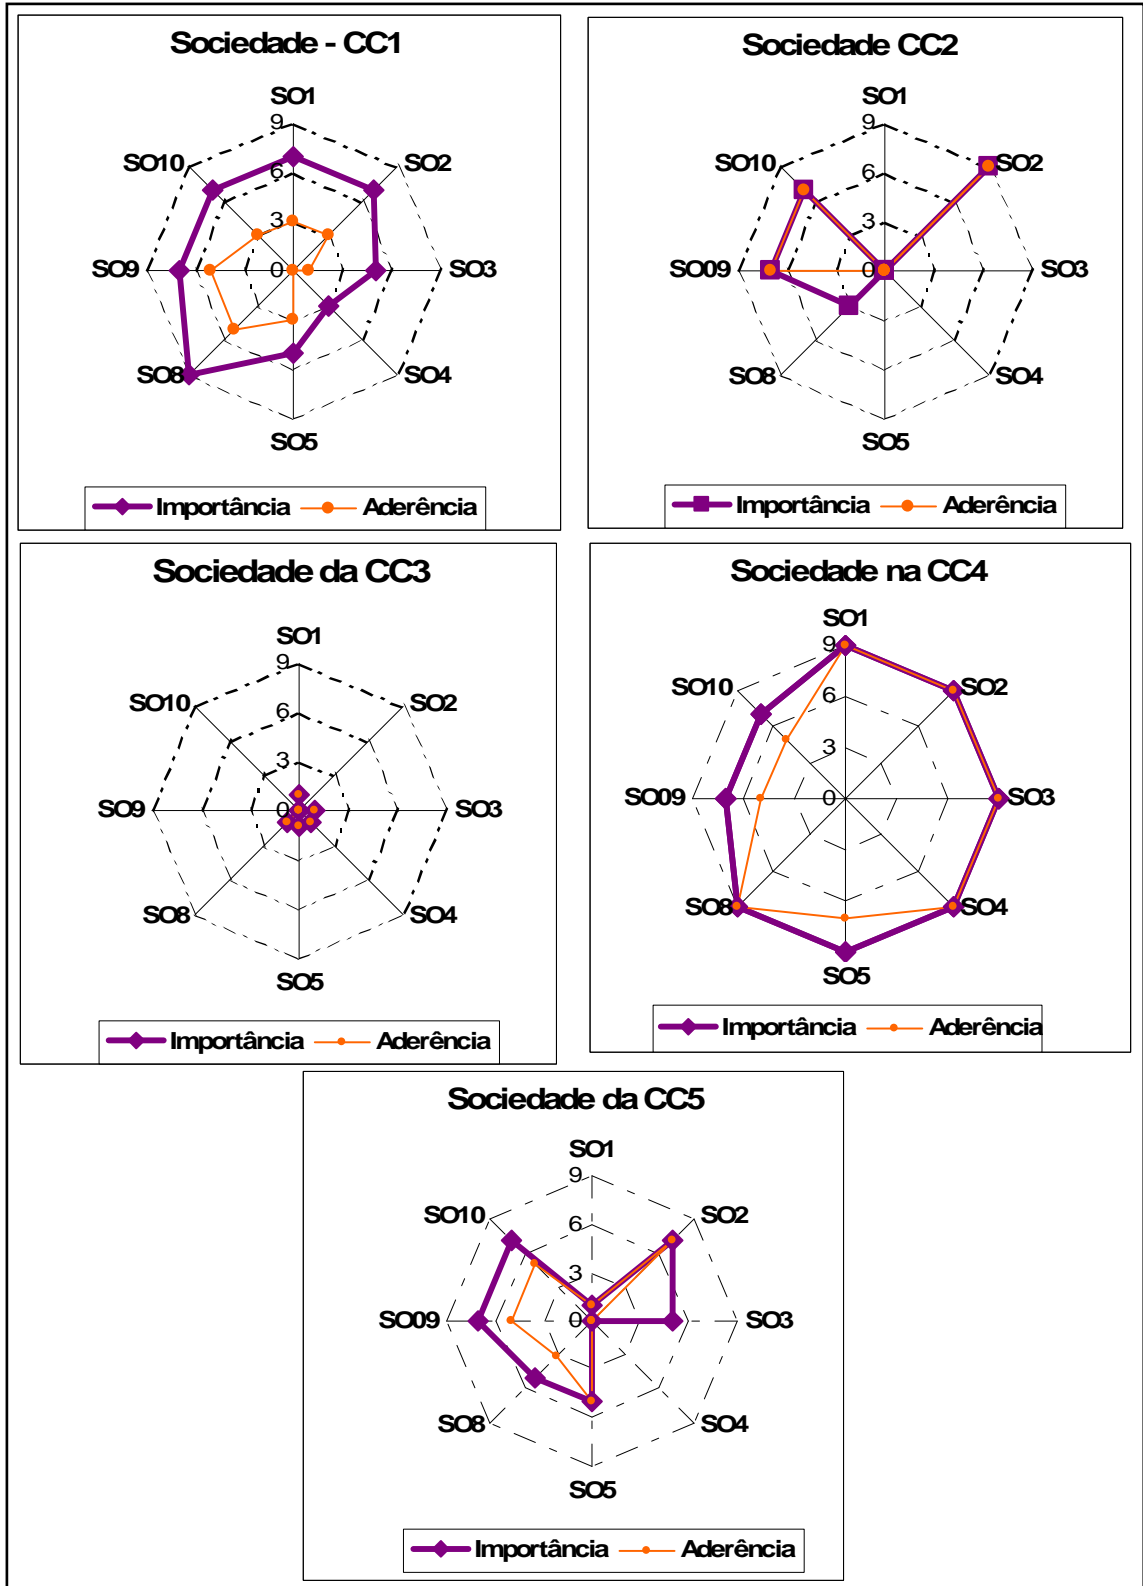 Sociedade - CC1
SO1
9
SO10 SO2
6
3
SO9 0 SO3
SO8 SO4
SO5
Importância Aderência
Sociedade CC2
SO1
9
SO10 SO2
6
3
SO09 0 SO3
SO8 SO4
SO5
Importância Aderência
Sociedade da CC3
SO1
9
SO10 SO2
6
3
SO9 0 SO3
SO8 SO4
SO5
Importância Aderência
Sociedade na CC4
SO1
9
SO10 SO2
6
3
SO09 0 SO3
SO8 SO4
SO5
Importância Aderência
Sociedade da CC5
SO1
9
SO10 SO2
6
3
SO09 0 SO3
SO8 SO4
SO5
Importância Aderência